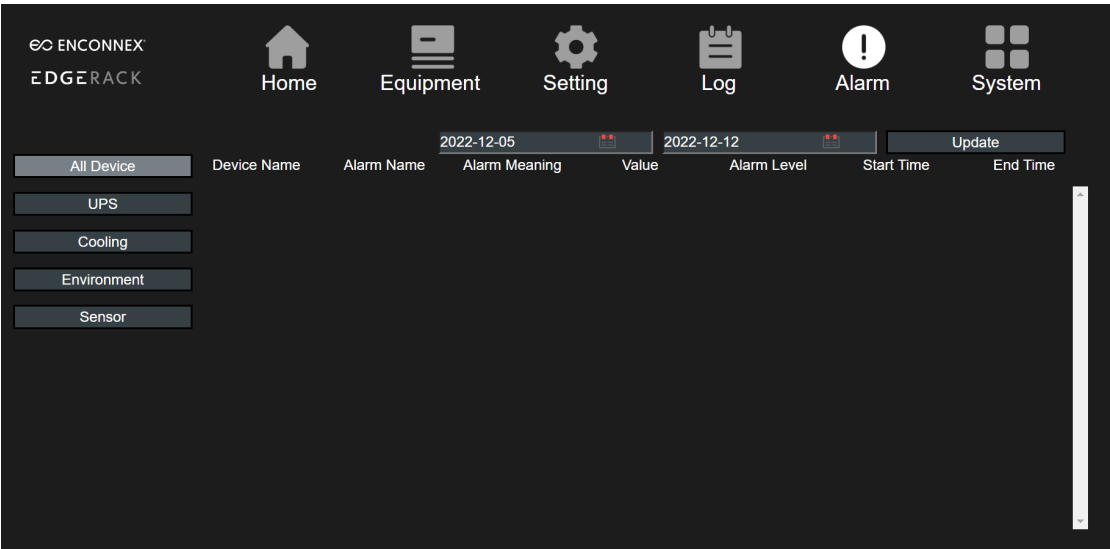 ENCONNEX
EDGERACK
Home Equipment Setting Log Alarm System
2022-12-05 2022-12-12 Update
All Device Device Name Alarm Name Alarm Meaning Value Alarm Level Start Time End Time
UPS
Cooling
Environment
Sensor